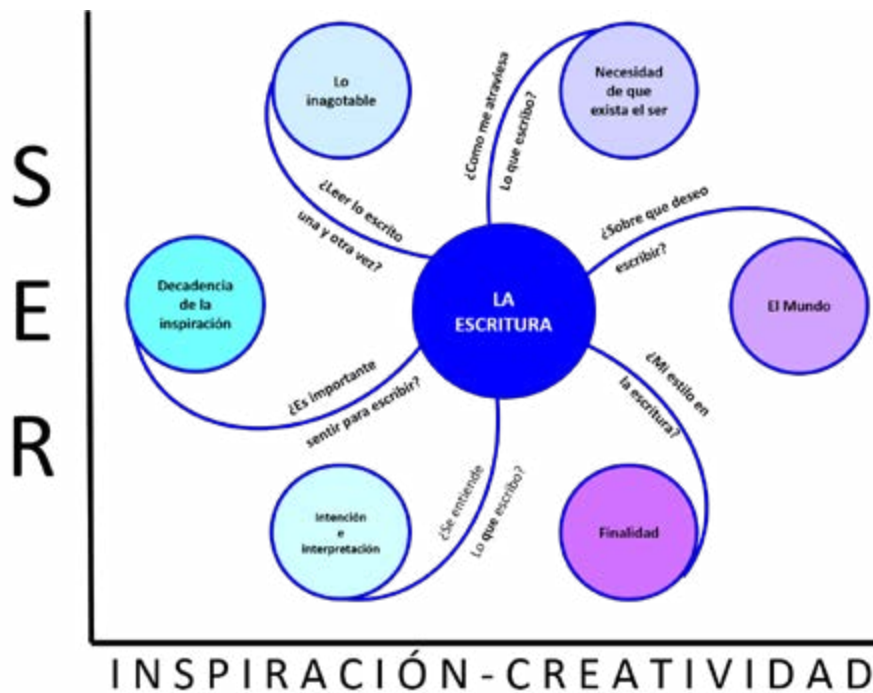 SER
Lo
inagotable
¿Como me atraviesa
Lo que escribo?
Necesidad
de que
exista el ser
¿Leer lo escrito
una y otra vez?
¿Sobre que deseo
escribir?
Decadencia
de la
inspiración
LA
ESCRITURA
El Mundo
¿Es importante
sentir para escribir?
¿Mi estilo en
la escritura?
Intención
e
interpretación
¿Se entiende
Lo que escribo?
Finalidad
INSPIRACIÓN-CREATIVIDAD